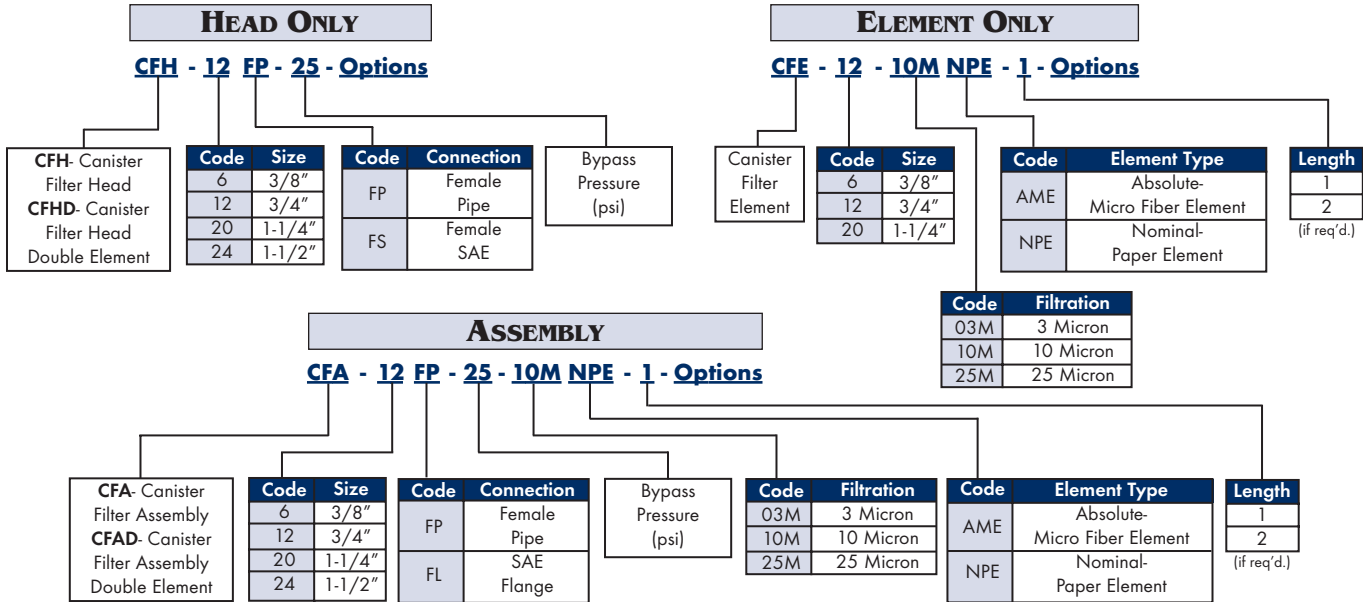 HEAD ONLY
CFH - 12 FP - 25 - Options
CFH- Canister
Filter Head
CFHD- Canister
Filter Head
Double Element
Code Size
6 3/8"
12 3/4"
20 1-1/4"
24 1-1/2"
Code Connection
FP Female
Pipe
FS Female
SAE
Bypass
Pressure
(psi)
ELEMENT ONLY
CFE - 12 - 10M NPE - 1 - Options
Canister
Filter
Element
Code Size
6 3/8"
12 3/4"
20 1-1/4"
Code Element Type
AME Absolute-
Micro Fiber Element
NPE Nominal-
Paper Element
Length
1
2
(if req'd.)
Code Filtration
03M 3 Micron
10M 10 Micron
25M 25 Micron
ASSEMBLY
CFA - 12 FP - 25 - 10M NPE - 1 - Options
CFA- Canister
Filter Assembly
CFAD- Canister
Filter Assembly
Double Element
Code Size
6 3/8"
12 3/4"
20 1-1/4"
24 1-1/2"
Code Connection
FP Female
Pipe
FL SAE
Flange
Bypass
Pressure
(psi)
Code Filtration
03M 3 Micron
10M 10 Micron
25M 25 Micron
Code Element Type
AME Absolute-
Micro Fiber Element
NPE Nominal-
Paper Element
Length
1
2
(if req'd.)